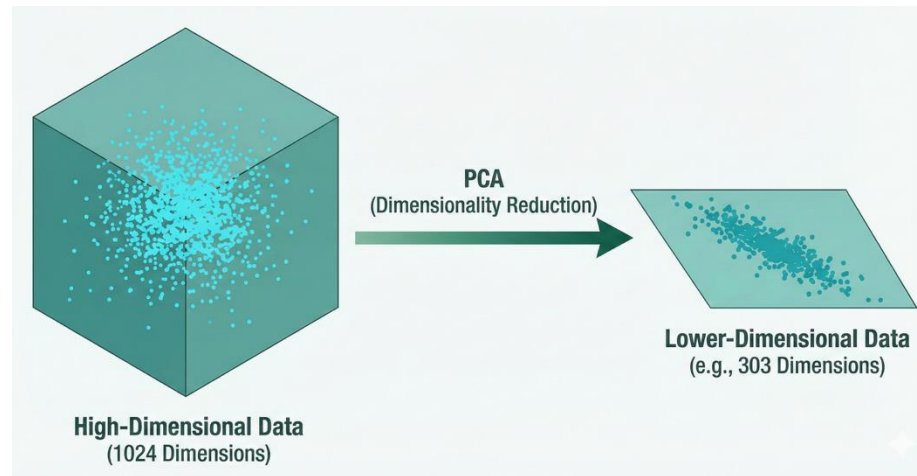 PCA
(Dimensionality Reduction)
High-Dimensional Data
(1024 Dimensions)
Lower-Dimensional Data
(e.g., 303 Dimensions)